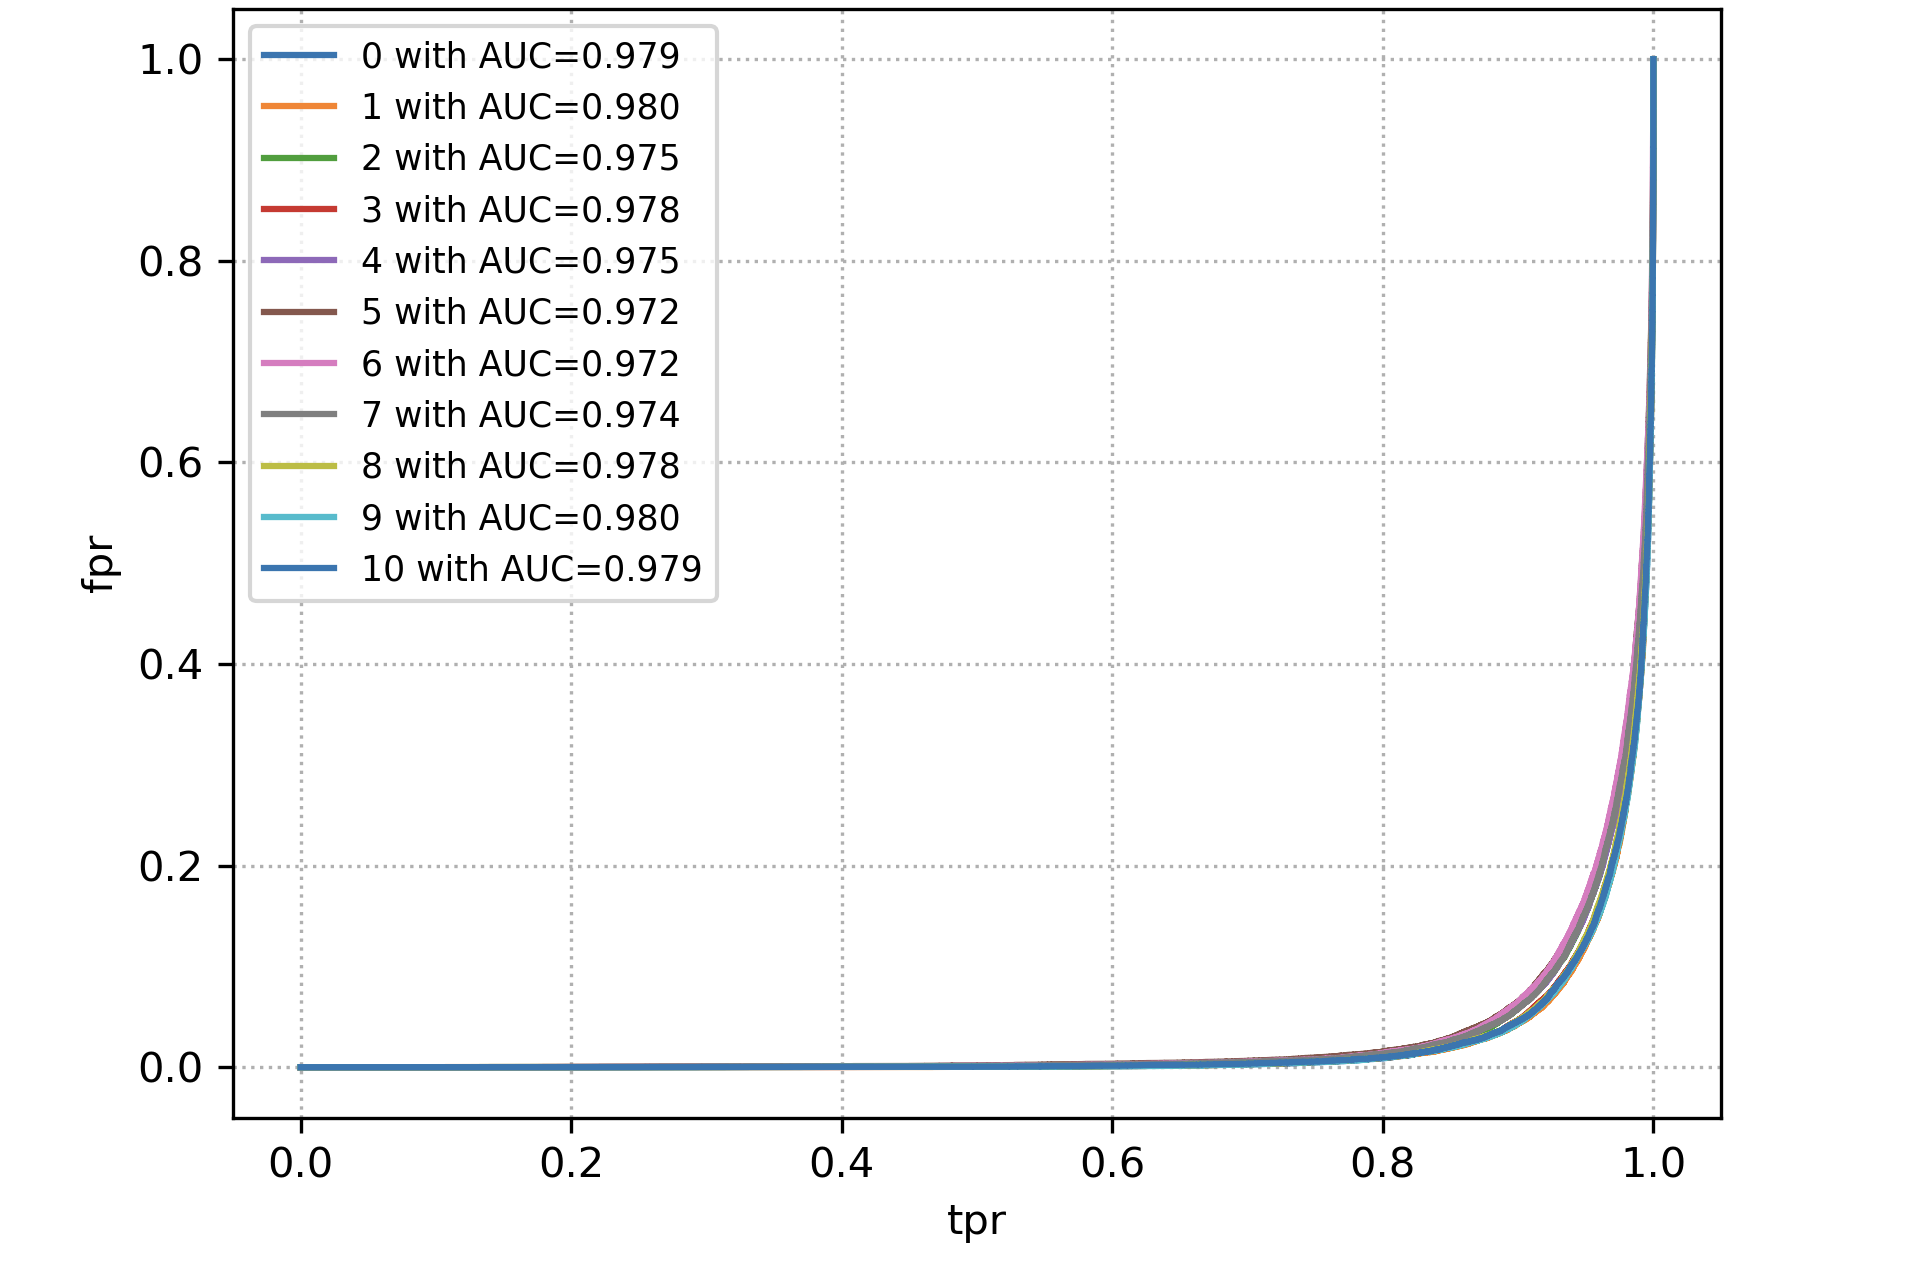 0 with AUC=0.979
1 with AUC=0.980
2 with AUC=0.975
3 with AUC=0.978
4 with AUC=0.975
5 with AUC=0.972
6 with AUC=0.972
7 with AUC=0.974
8 with AUC=0.978
9 with AUC=0.980
10 with AUC=0.979
1.0
0.8
0.6
0.4
0.2
0.0
fpr
0.0 0.2 0.4 0.6 0.8 1.0
tpr